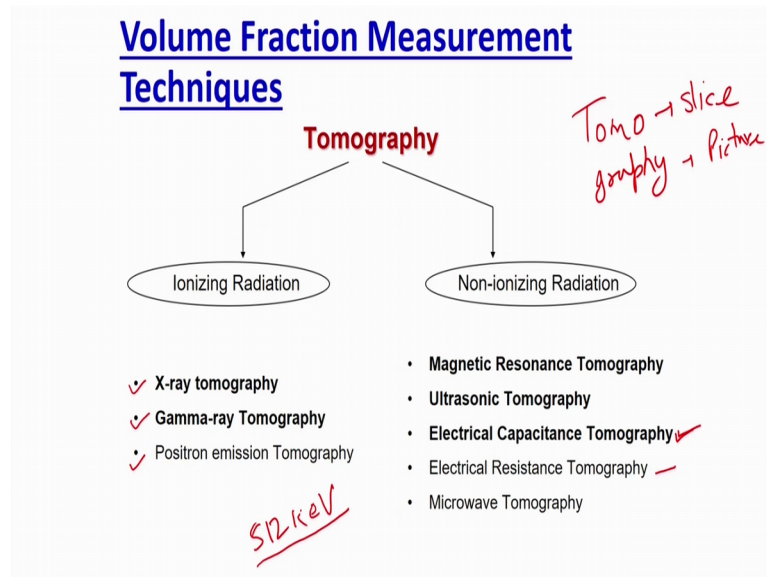 Volume Fraction Measurement
Techniques
Tomo → slice
graphy → Picture
Tomography
Ionizing Radiation
Non-ionizing Radiation
• X-ray tomography
• Gamma-ray Tomography
• Positron emission Tomography
512 keV
• Magnetic Resonance Tomography
• Ultrasonic Tomography
• Electrical Capacitance Tomography
• Electrical Resistance Tomography
• Microwave Tomography